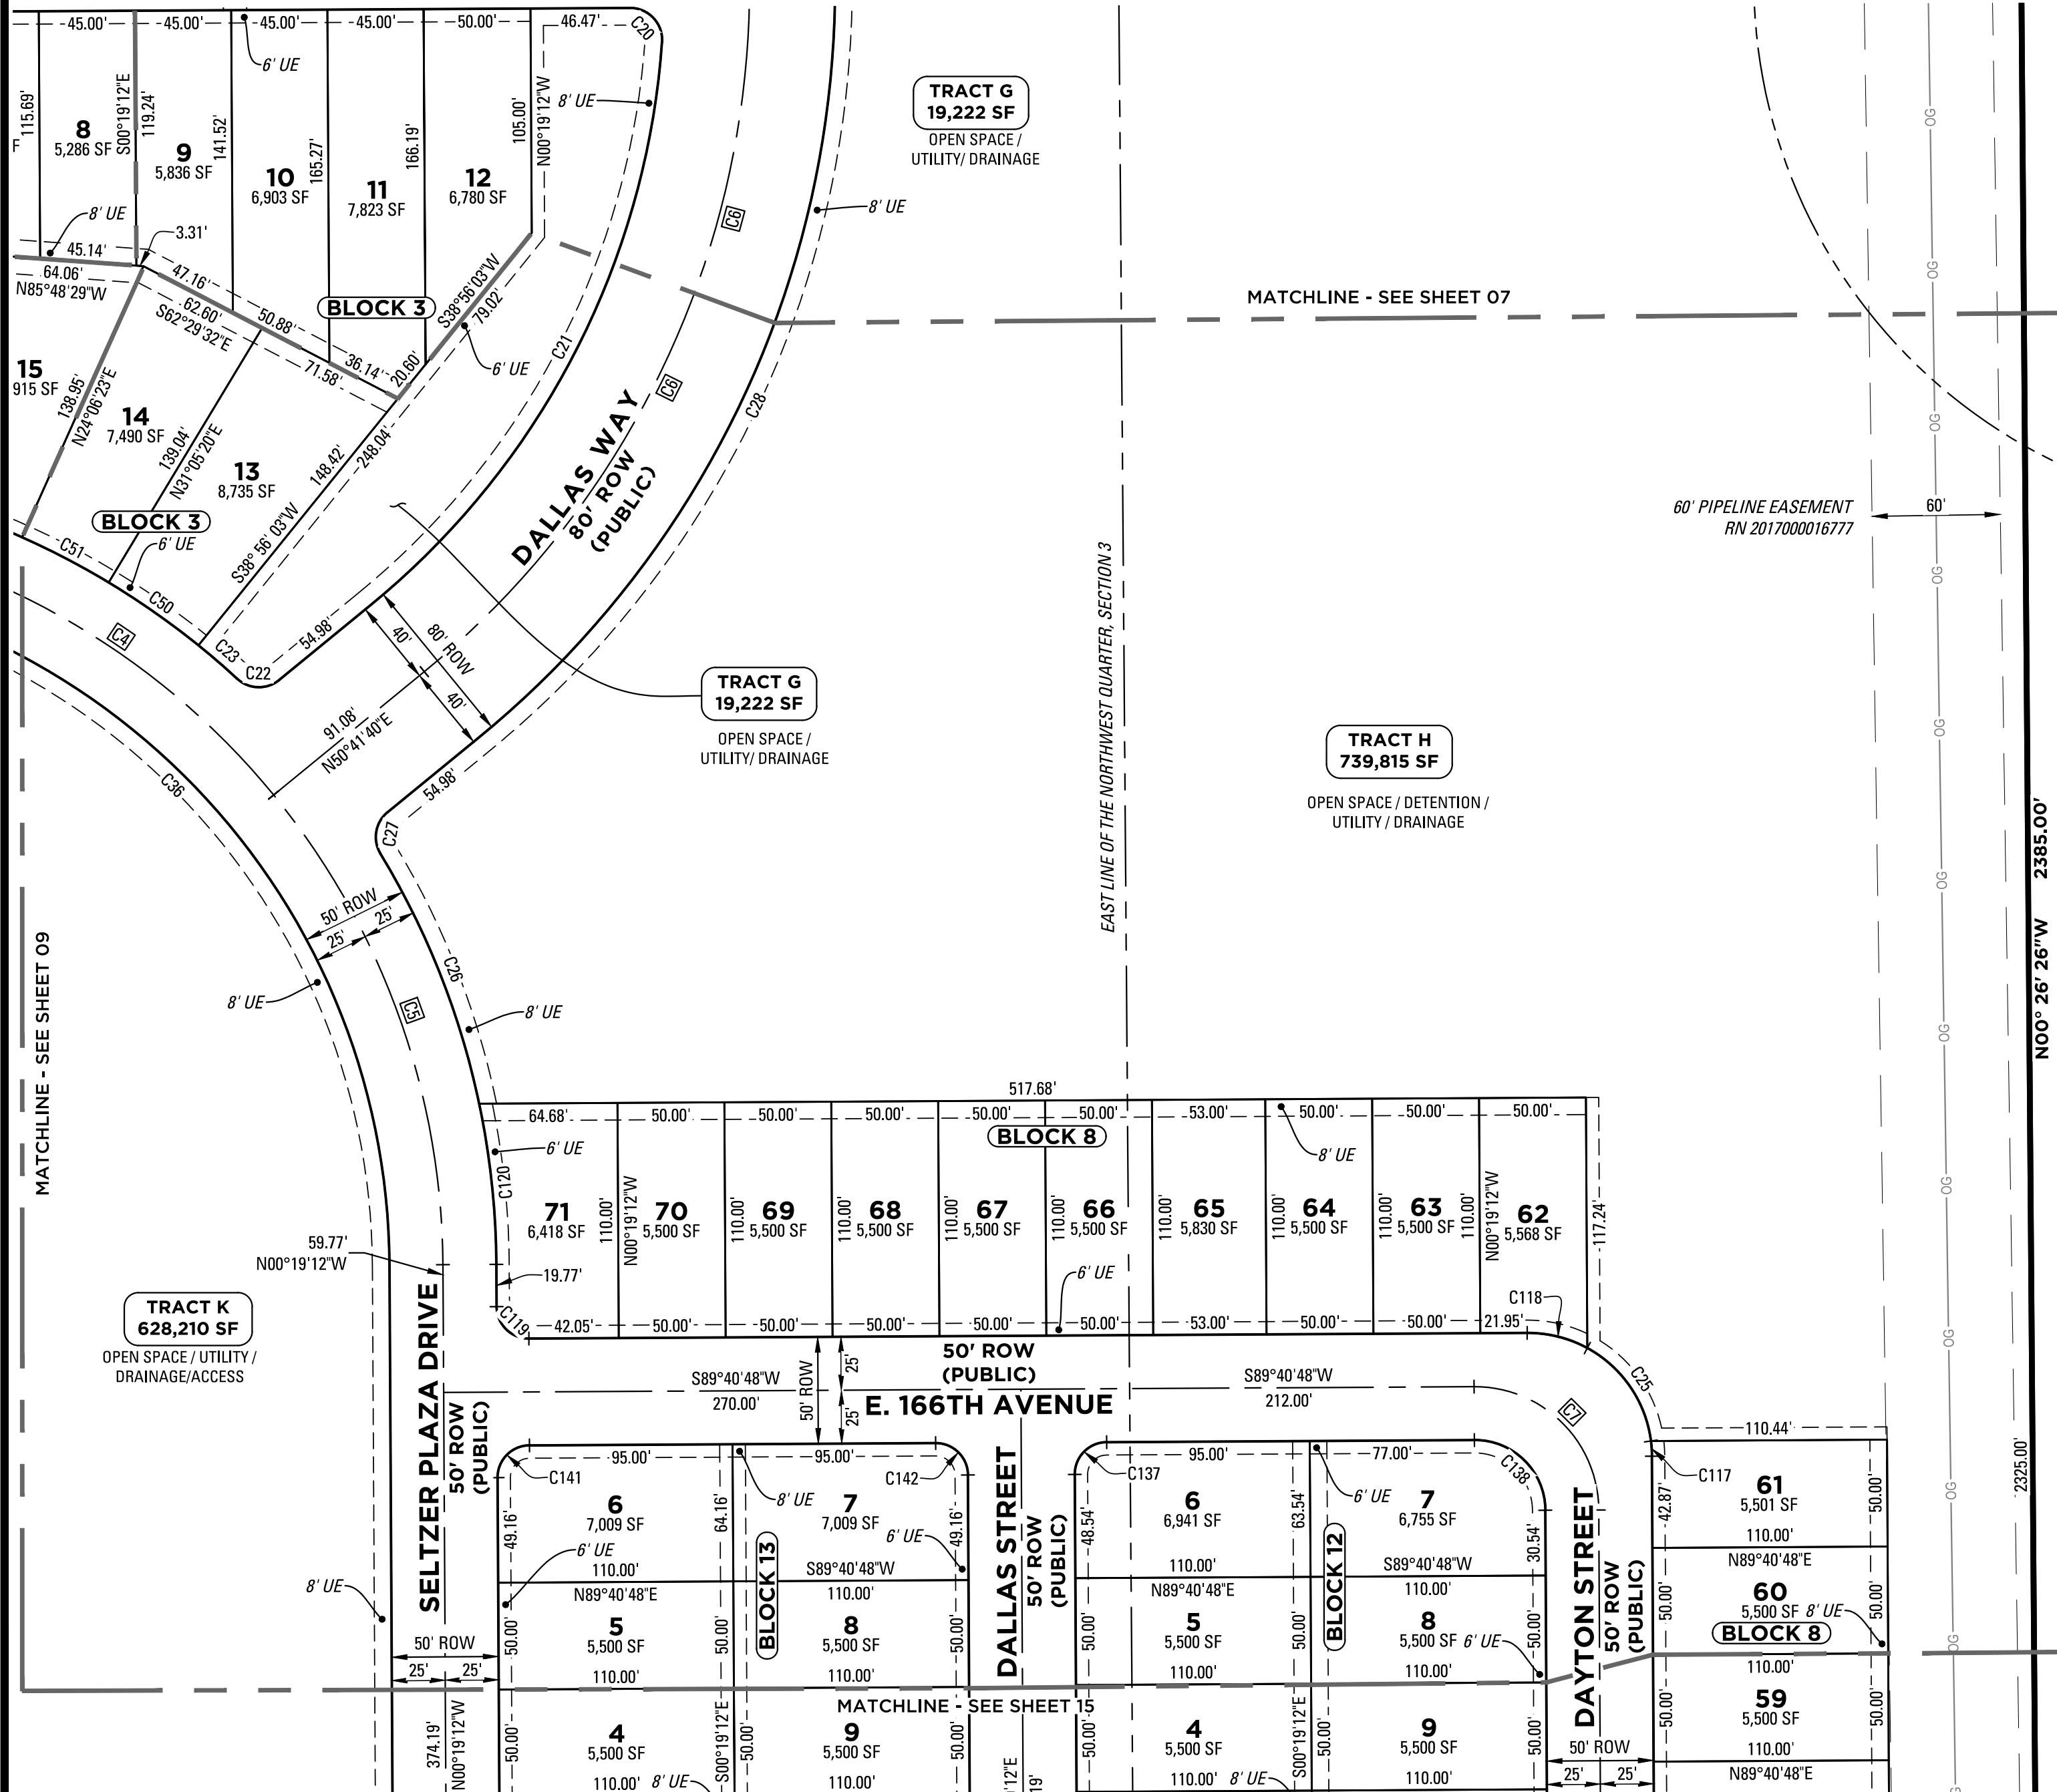 45.00'
45.00'
45.00'
45.00'
50.00'
46.47'
C20
6' UE
8' UE
115.69'
F
8
5,286 SF
S00°19'12"E
119.24'
9
5,836 SF
141.52'
10
6,903 SF
165.27'
11
7,823 SF
166.19'
12
6,780 SF
105.00'
N00°19'12"W
TRACT G
19,222 SF
OPEN SPACE /
UTILITY/ DRAINAGE
8' UE
8' UE
C6
3.31'
45.14'
64.06'
N85°48'29"W
47.16'
62.60'
S62°29'32"E
50.88'
BLOCK 3
36.14'
71.58'
20.60'
S38°56'03"W
79.02'
6' UE
C21
C6
C28
MATCHLINE - SEE SHEET 07
15
915 SF
138.95'
N24°06'23"E
14
7,490 SF
139.04'
N31°05'20"E
13
8,735 SF
148.42'
248.04'
S38° 56' 03"W
BLOCK 3
6' UE
C51
C50
C23
C22
54.98'
C4
DALLAS WAY
80' ROW
(PUBLIC)
40'
80' ROW
40'
91.08'
N50°41'40"E
54.98'
C27
C36
TRACT G
19,222 SF
OPEN SPACE /
UTILITY/ DRAINAGE
EAST LINE OF THE NORTHWEST QUARTER, SECTION 3
TRACT H
739,815 SF
OPEN SPACE / DETENTION /
UTILITY / DRAINAGE
60' PIPELINE EASEMENT
RN 2017000016777
60'
OG
OG
OG
OG
OG
OG
OG
OG
OG
OG
OG
OG
OG
OG
N00° 26' 26"W
2385.00'
2325.00'
MATCHLINE - SEE SHEET 09
50' ROW
25'
25'
8' UE
C26
C5
8' UE
517.68'
64.68'
50.00'
50.00'
50.00'
50.00'
50.00'
53.00'
50.00'
50.00'
50.00'
BLOCK 8
8' UE
6' UE
C120
71
6,418 SF
110.00'
N00°19'12"W
70
5,500 SF
110.00'
69
5,500 SF
110.00'
68
5,500 SF
110.00'
67
5,500 SF
110.00'
66
5,500 SF
110.00'
65
5,830 SF
110.00'
64
5,500 SF
110.00'
63
5,500 SF
110.00'
N00°19'12"W
62
5,568 SF
117.24'
59.77'
N00°19'12"W
19.77'
6' UE
C118
C119
42.05'
50.00'
50.00'
50.00'
50.00'
50.00'
53.00'
50.00'
50.00'
21.95'
TRACT K
628,210 SF
OPEN SPACE / UTILITY /
DRAINAGE/ACCESS
SELTZER PLAZA DRIVE
50' ROW
(PUBLIC)
50' ROW
(PUBLIC)
S89°40'48"W
270.00'
50' ROW
25'
25'
E. 166TH AVENUE
S89°40'48"W
212.00'
C7
C25
110.44'
C117
95.00'
95.00'
C141
C142
6
7,009 SF
49.16'
64.16'
8' UE
7
7,009 SF
6' UE
49.16'
6' UE
110.00'
N89°40'48"E
S89°40'48"W
110.00'
BLOCK 13
5
5,500 SF
50.00'
50.00'
8
5,500 SF
50.00'
110.00'
110.00'
DALLAS STREET
50' ROW
(PUBLIC)
95.00'
77.00'
C137
C138
6
6,941 SF
48.54'
63.54'
6' UE
7
6,755 SF
30.54'
110.00'
N89°40'48"E
S89°40'48"W
110.00'
BLOCK 12
5
5,500 SF
50.00'
50.00'
8
5,500 SF
6' UE
50.00'
110.00'
110.00'
DAYTON STREET
50' ROW
(PUBLIC)
42.87'
61
5,501 SF
50.00'
110.00'
N89°40'48"E
60
5,500 SF
8' UE
50.00'
50.00'
BLOCK 8
110.00'
8' UE
50' ROW
25'
25'
MATCHLINE - SEE SHEET 15
374.19'
N00°19'12"W
50.00'
4
5,500 SF
S00°19'12"E
50.00'
9
5,500 SF
50.00'
110.00'
8' UE
110.00'
12"E
19'
50.00'
4
5,500 SF
S00°19'12"E
50.00'
9
5,500 SF
50.00'
110.00'
8' UE
110.00'
50' ROW
25'
25'
50.00'
59
5,500 SF
50.00'
110.00'
N89°40'48"E